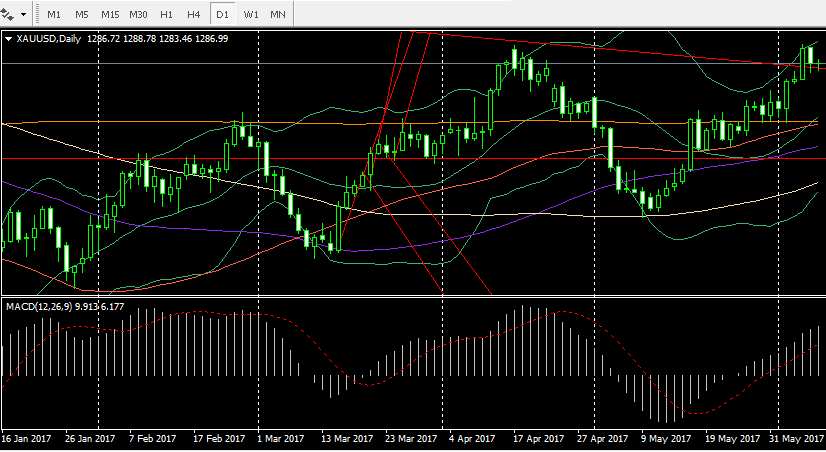 M1 M5 M15 M30 H1 H4 D1 W1 MN
XAUUSD,Daily 1286.72 1288.78 1283.46 1286.99
MACD(12,26,9) 9.913 6.177
16 Jan 2017 26 Jan 2017 7 Feb 2017 17 Feb 2017 1 Mar 2017 13 Mar 2017 23 Mar 2017 4 Apr 2017 17 Apr 2017 27 Apr 2017 9 May 2017 19 May 2017 31 May 2017